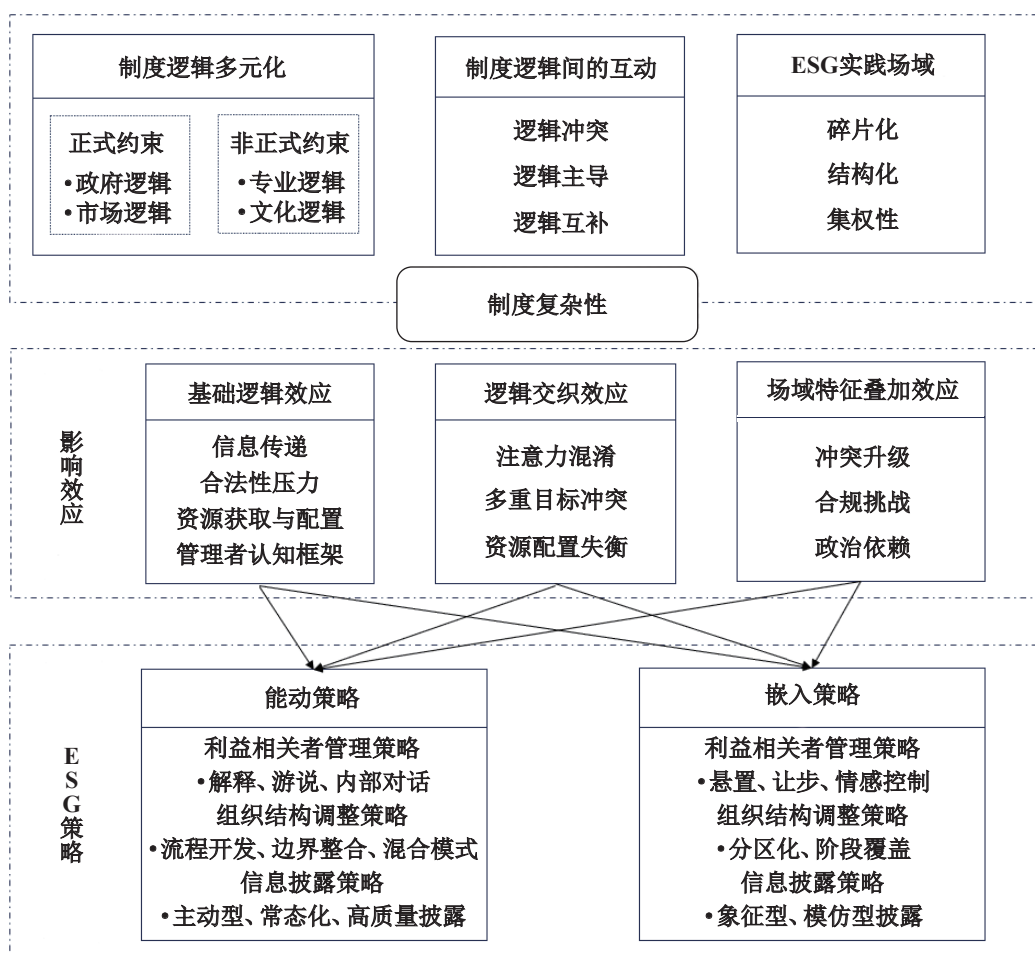 制度逻辑多元化
正式约束
•政府逻辑
•市场逻辑
非正式约束
•专业逻辑
•文化逻辑
制度逻辑间的互动
逻辑冲突
逻辑主导
逻辑互补
ESG实践场域
碎片化
结构化
集权性
制度复杂性
影响效应
基础逻辑效应
信息传递
合法性压力
资源获取与配置
管理者认知框架
逻辑交织效应
注意力混淆
多重目标冲突
资源配置失衡
场域特征叠加效应
冲突升级
合规挑战
政治依赖
ESG策略
能动策略
利益相关者管理策略
•解释、游说、内部对话
组织结构调整策略
•流程开发、边界整合、混合模式
信息披露策略
•主动型、常态化、高质量披露
嵌入策略
利益相关者管理策略
•悬置、让步、情感控制
组织结构调整策略
•分区化、阶段覆盖
信息披露策略
•象征型、模仿型披露